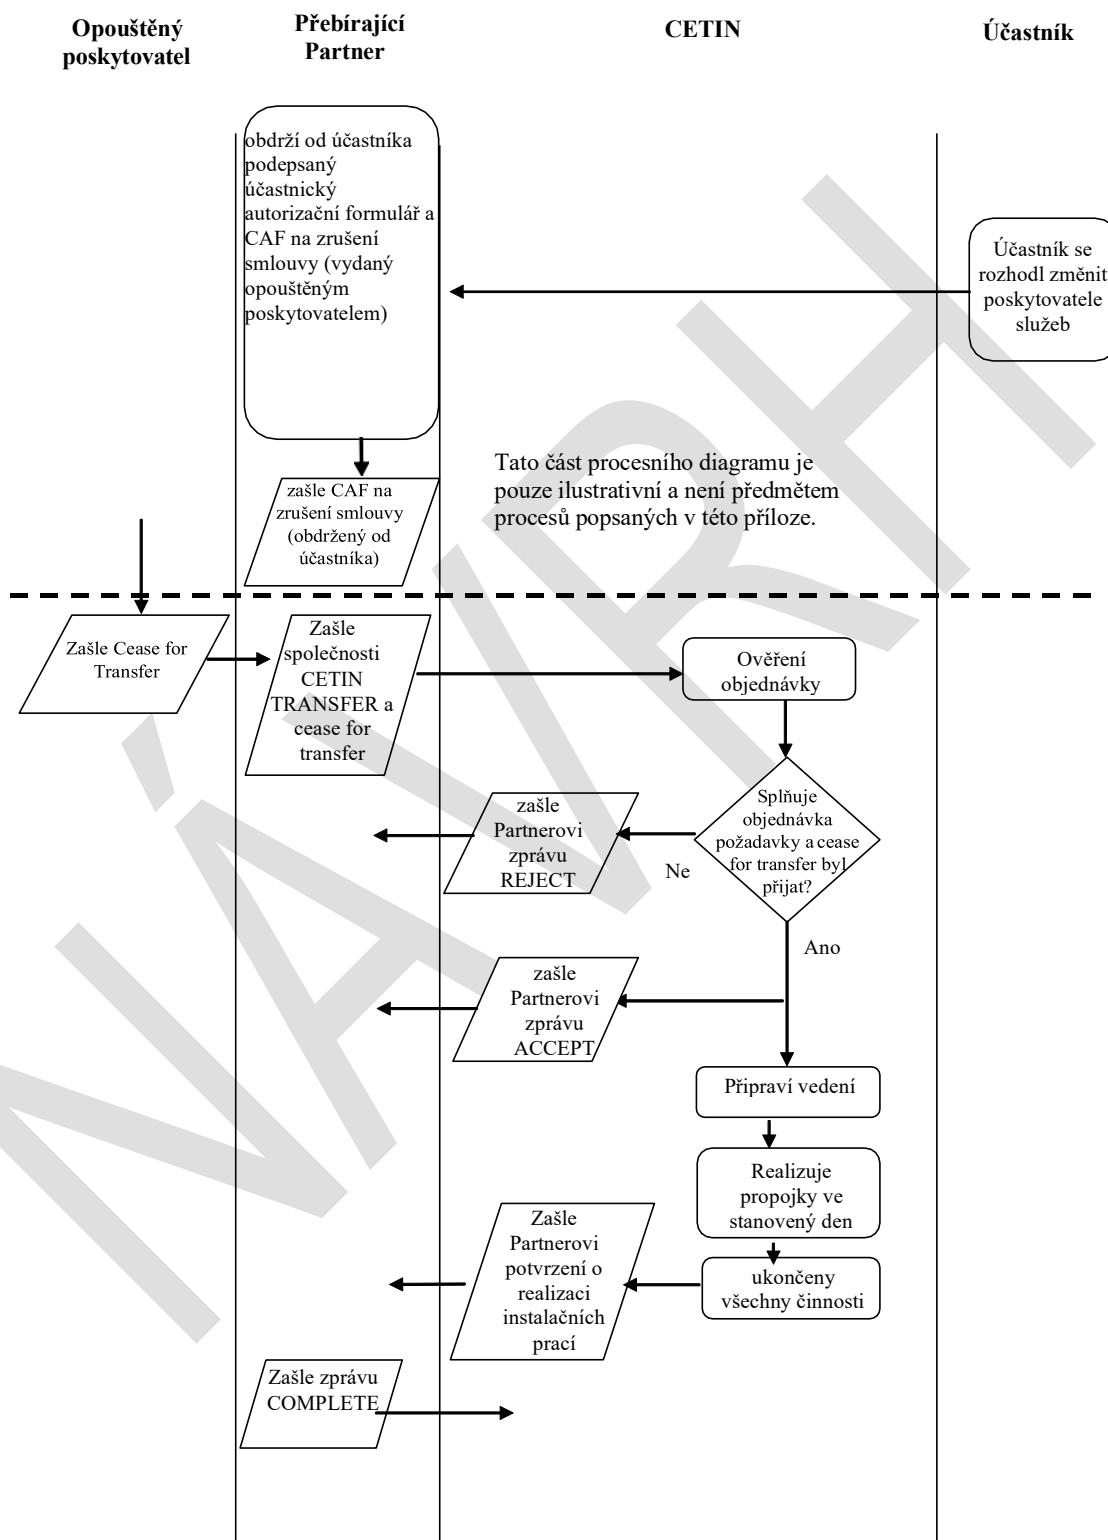 Opouštěný
poskytovatel
Přebírající
Partner
CETIN
Účastník
obdrží od účastníka
podepsaný
účastnický
autorizační formulář a
CAF na zrušení
smlouvy (vydaný
opouštěným
poskytovatelem)
Účastník se
rozhodl změnit
poskytovatele
služeb
zašle CAF na
zrušení smlouvy
(obdržený od
účastníka)
Tato část procesního diagramu je
pouze ilustrativní a není předmětem
procesů popsaných v této příloze.
Zašle Cease for
Transfer
Zašle
společnosti
CETIN
TRANSFER a
cease for
transfer
Ověření
objednávky
Splňuje
objednávka
požadavky a cease
for transfer byl
přijat?
zašle
Partnerovi
zprávu
REJECT
Ne
Ano
zašle
Partnerovi
zprávu
ACCEPT
Připraví vedení
Realizuje
propojky ve
stanovený den
ukončeny
všechny činnosti
Zašle
Partnerovi
potvrzení o
realizaci
instalačních
prací
Zašle zprávu
COMPLETE
NÁVRH